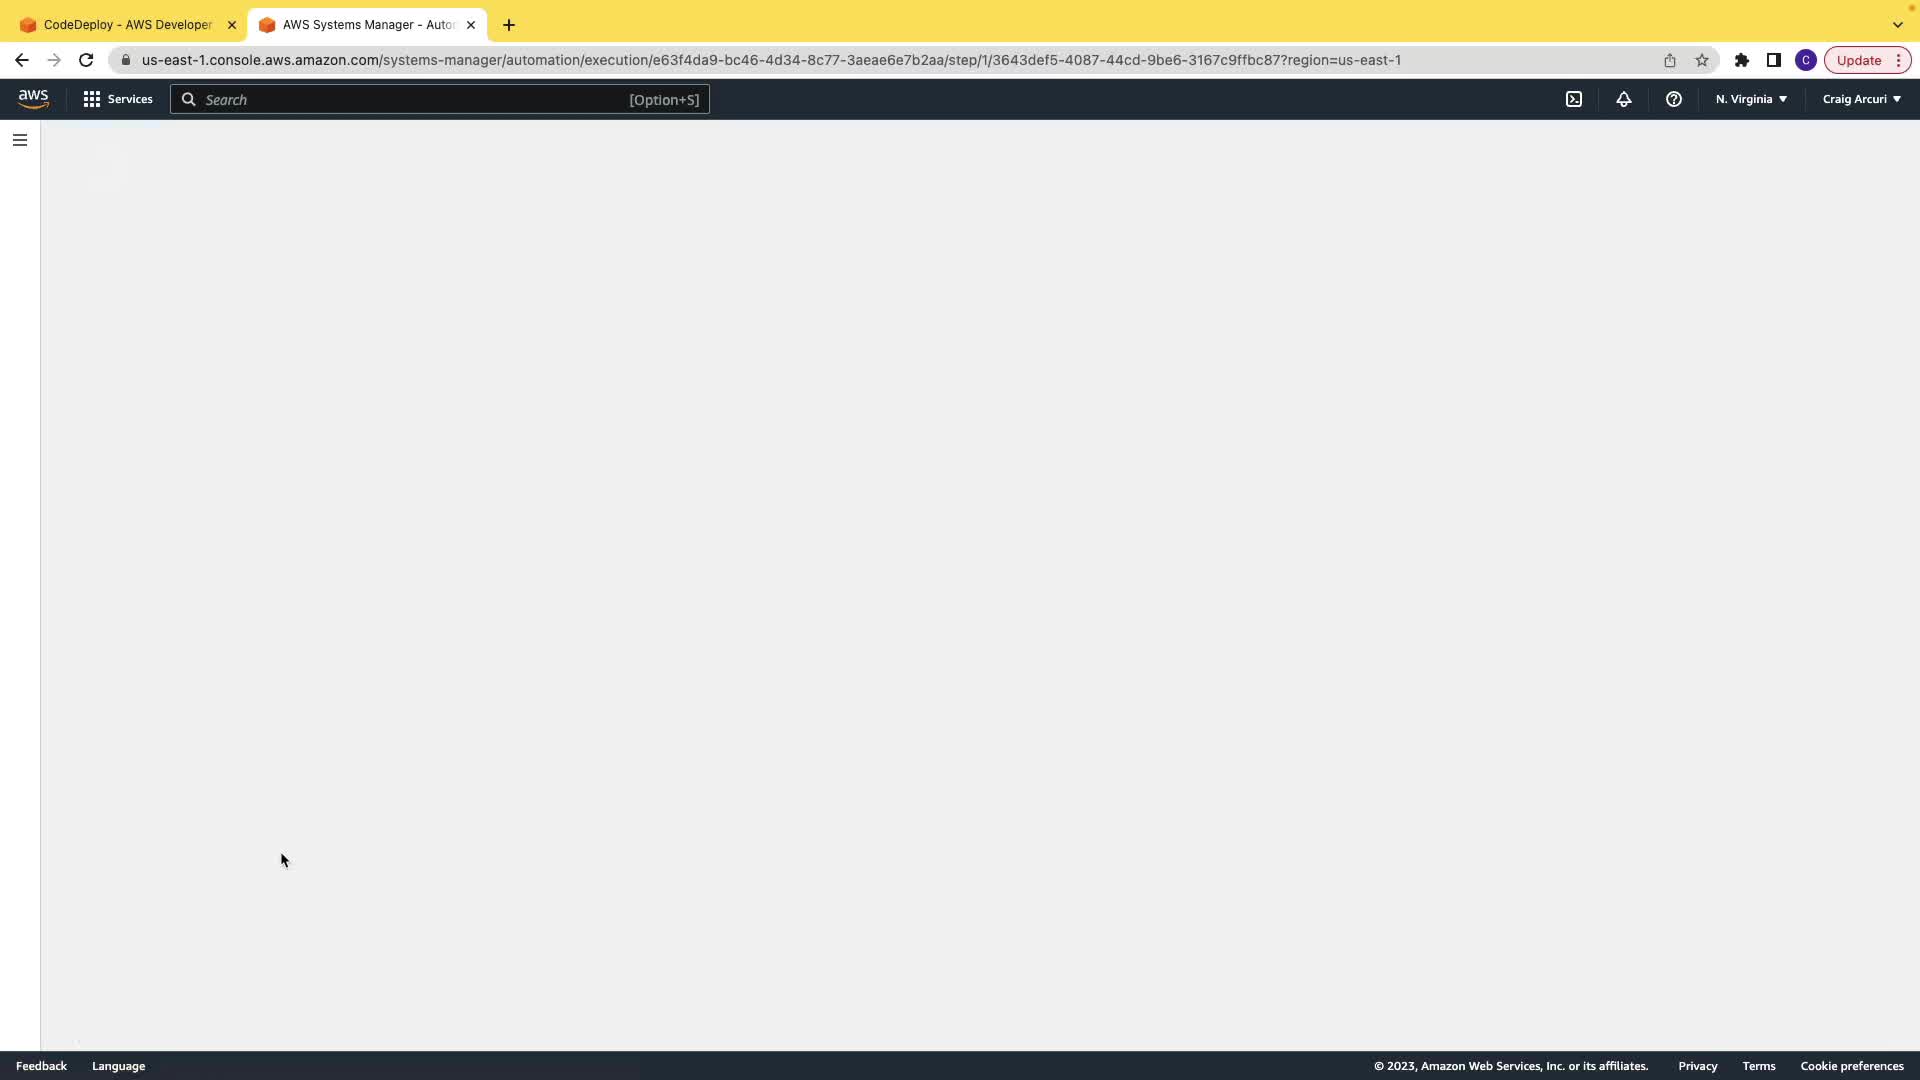 CodeDeploy - AWS Developer
AWS Systems Manager - Auto
us-east-1.console.aws.amazon.com/systems-manager/automation/execution/e63f4da9-bc46-4d34-8c77-3aeae6e7b2aa/step/1/3643def5-4087-44cd-9be6-3167c9ffbc87?region=us-east-1
C
Update
aws
Services
Search
[Option+S]
N. Virginia
Craig Arcuri
Feedback
Language
© 2023, Amazon Web Services, Inc. or its affiliates.
Privacy
Terms
Cookie preferences